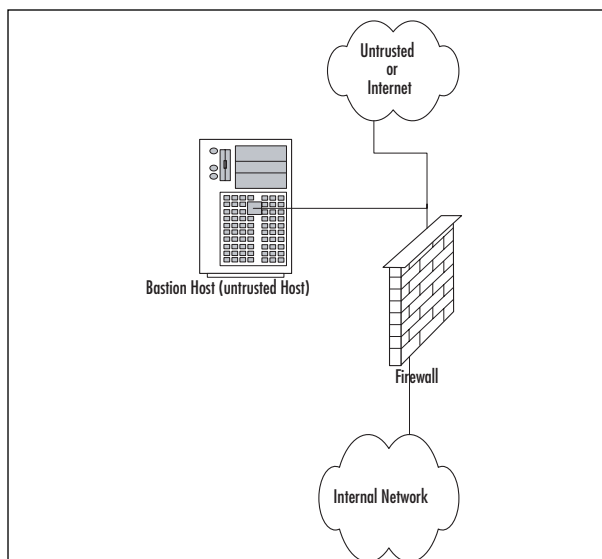 Untrusted
or
Internet
Bastion Host (untrusted Host)
Firewall
Internal Network